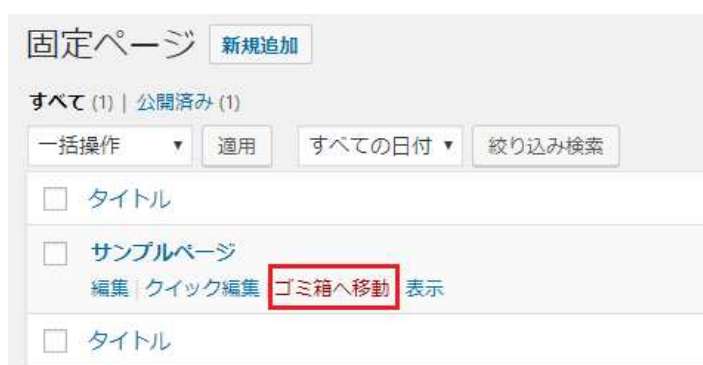 固定ページ 新規追加
すべて (1) | 公開済み (1)
一括操作 ▼ 適用 すべての日付 ▼ 絞り込み検索
タイトル
サンプルページ
編集 | クイック編集 | ゴミ箱へ移動 | 表示
タイトル